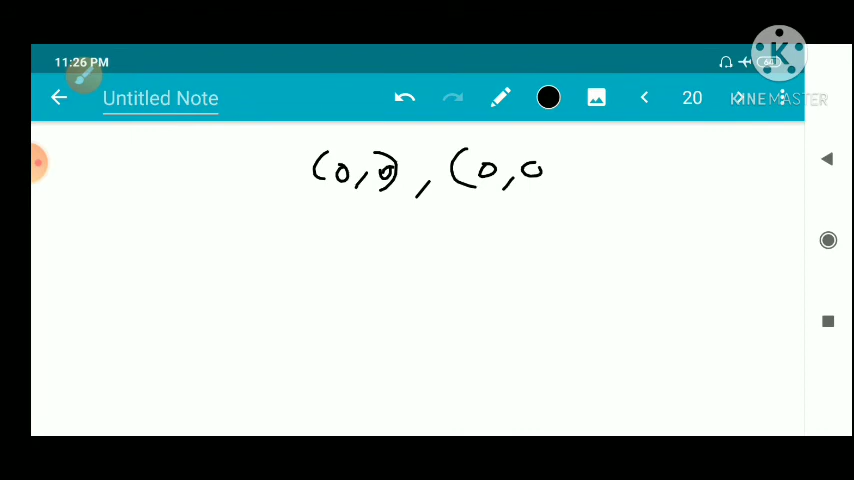 11:26 PM
Untitled Note
20
KINEMASTER
(0,0), (0,0